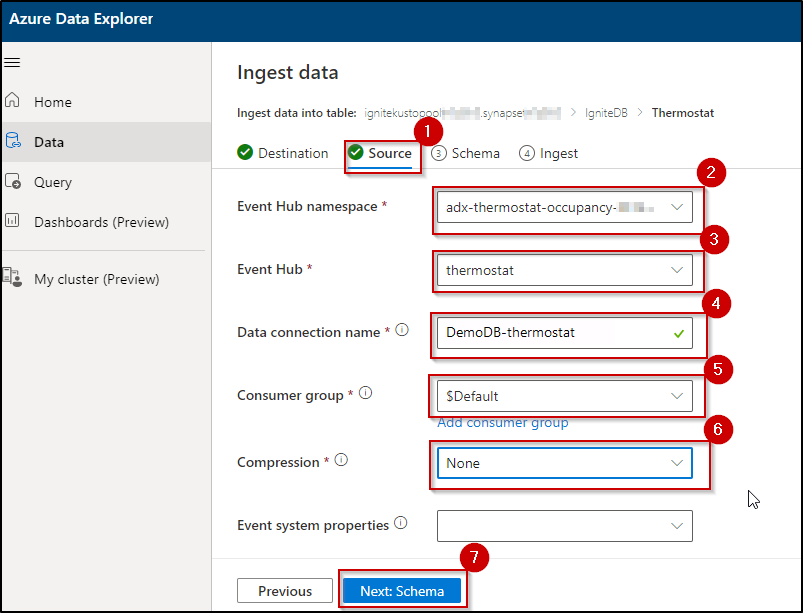 Azure Data Explorer
Home
Data
Query
Dashboards (Preview)
My cluster (Preview)
Ingest data
Ingest data into table: ignitekustopool .synapse > IgniteDB > Thermostat
1
Destination Source 3 Schema 4 Ingest
2
Event Hub namespace * adx-thermostat-occupancy-
3
Event Hub * thermostat
4
Data connection name * DemoDB-thermostat
5
Consumer group * $Default
Add consumer group
6
Compression * None
Event system properties
7
Previous Next: Schema